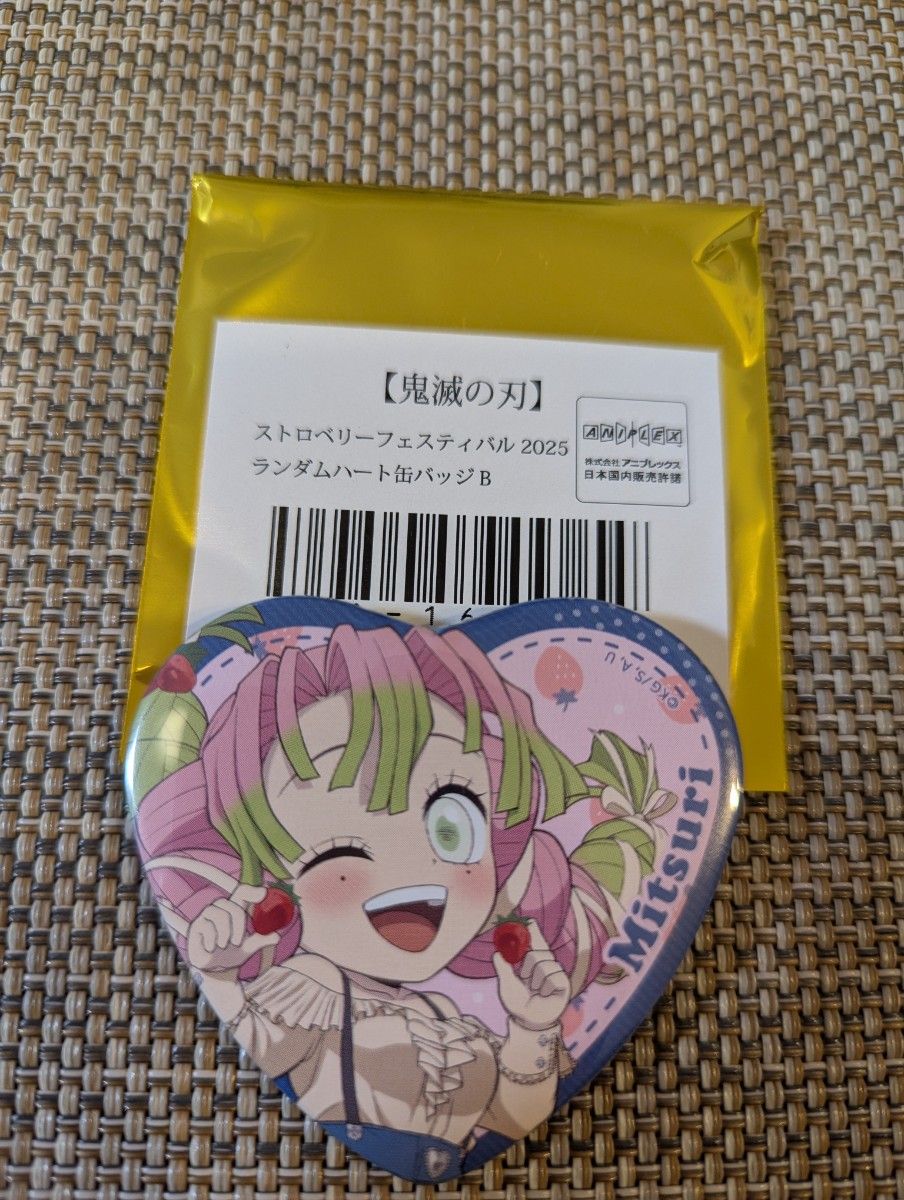 【鬼滅の刃】
ストロベリーフェスティバル 2025
ランダムハート缶バッジ B
ANIPLEX
株式会社 アニプレックス
日本国内販売許諾
©KG/S,A,U
Mitsuri